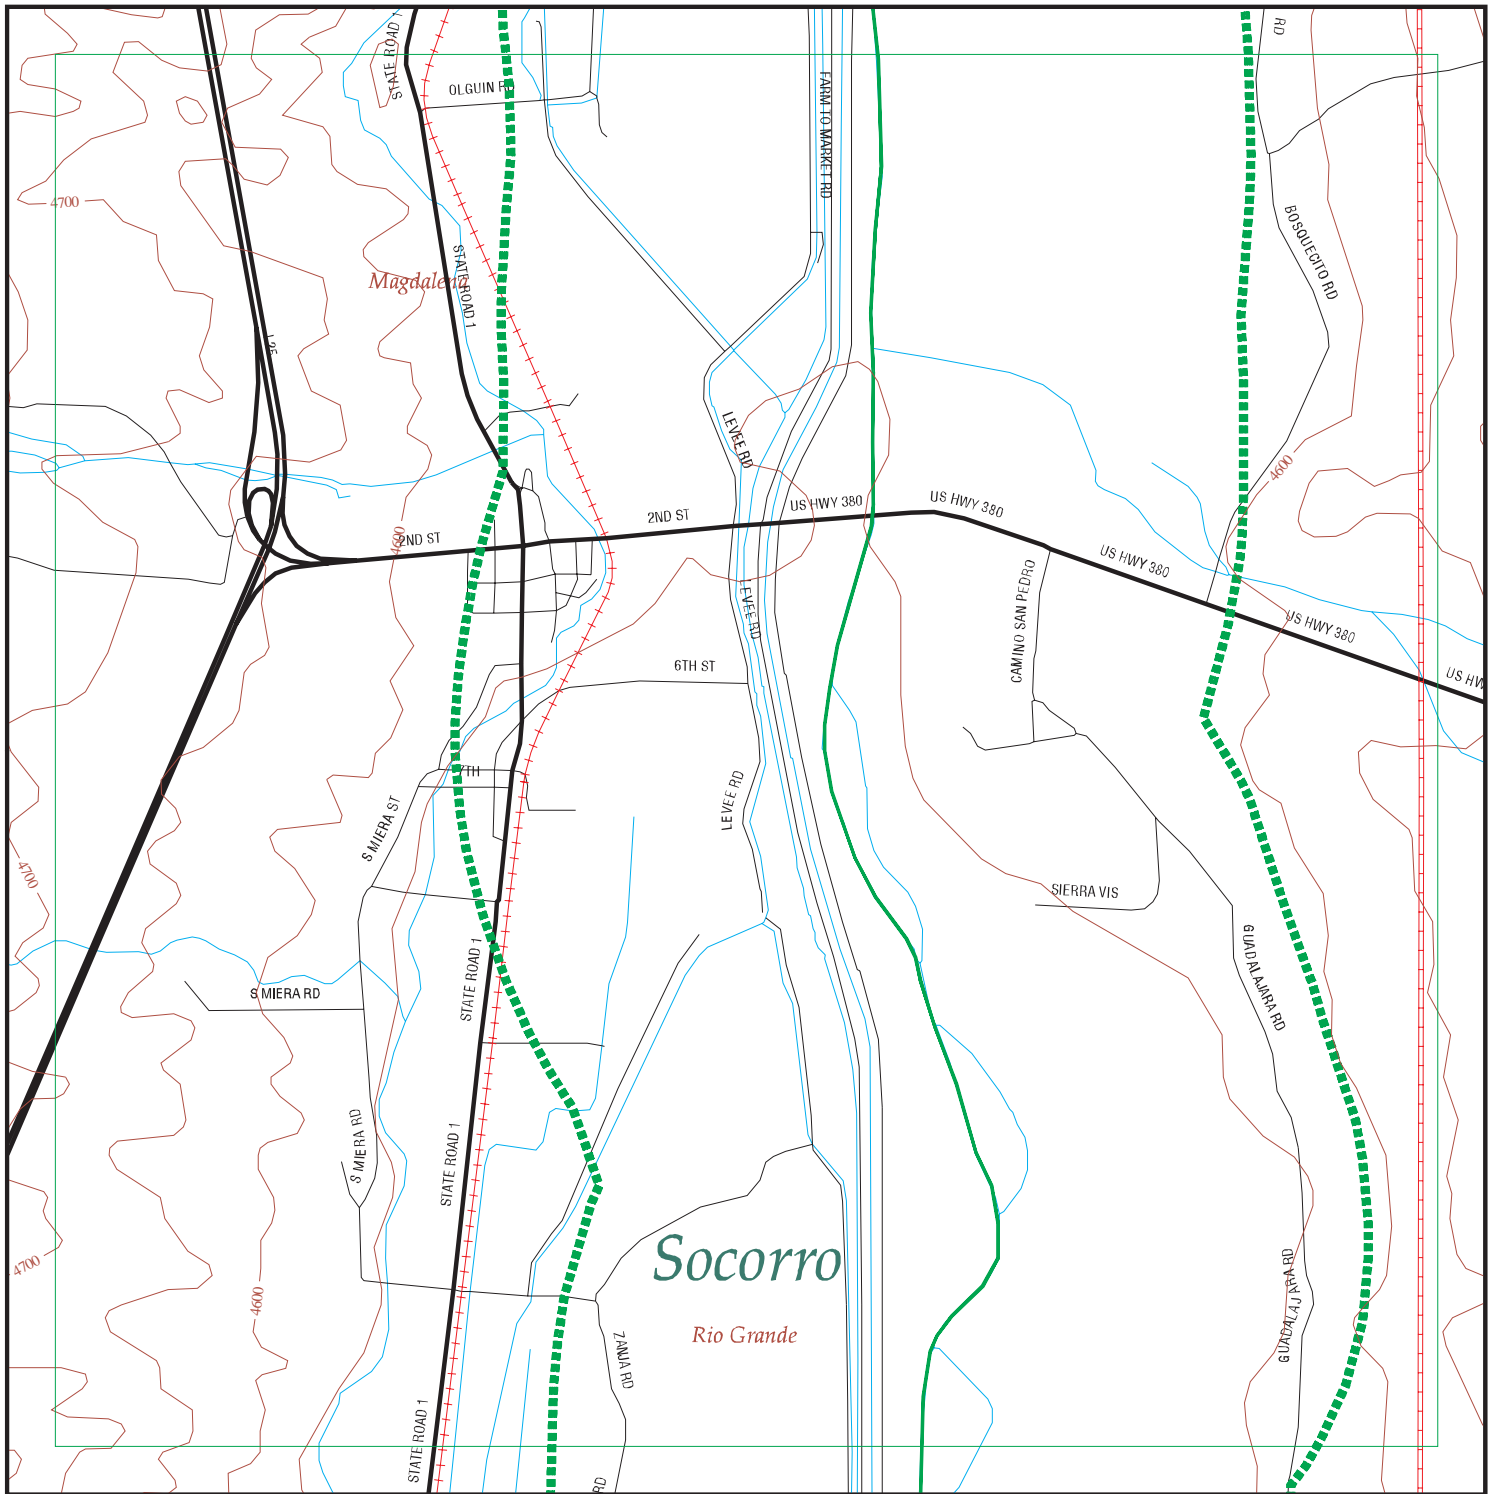 STATE ROAD 1
RD
OLGUIN RD
FARM TO MARKET RD
4700
BOSQUECITO RD
Magdalena
STATE ROAD 1
I 25
LEVEE RD
4600
US HWY 380
US HWY 380
2ND ST
2ND ST
4600
US HWY 380
CAMINO SAN PEDRO
LEVEE RD
US HWY 380
6TH ST
US HW
7TH
LEVEE RD
S MIERA ST
4700
SIERRA VIS
GUADALAJARA RD
STATE ROAD 1
S MIERA RD
S MIERA RD
STATE ROAD 1
Socorro
4700
4600
GUADALAJARA RD
Rio Grande
ZANJA RD
STATE ROAD 1
RD